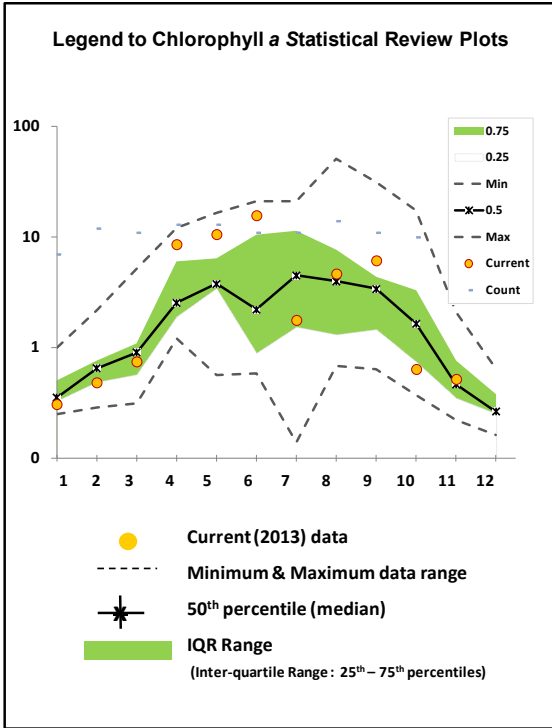 Legend to Chlorophyll a Statistical Review Plots
100
10
1
0
1 2 3 4 5 6 7 8 9 10 11 12
0.75
0.25
Min
0.5
Max
Current
Count
Current (2013) data
Minimum & Maximum data range
50th percentile (median)
IQR Range
(Inter-quartile Range : 25th – 75th percentiles)